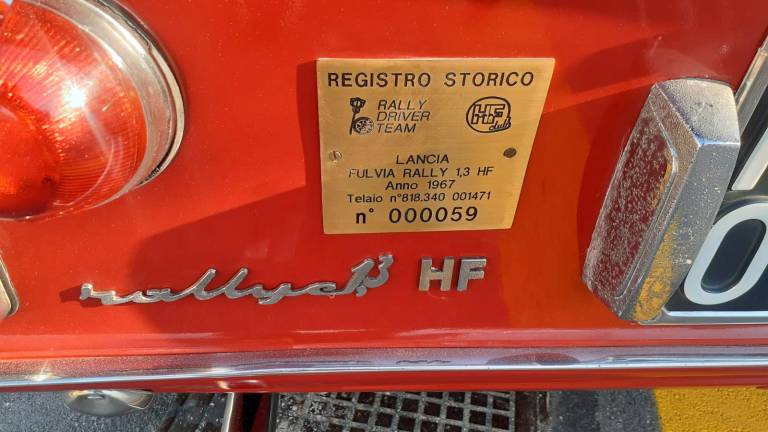 REGISTRO STORICO
RALLY
DRIVER
TEAM
HF
club
LANCIA
FULVIA RALLY 1,3 HF
Anno 1967
Telaio n°818.340 001471
n° 000059
rallye 1,3 HF
0